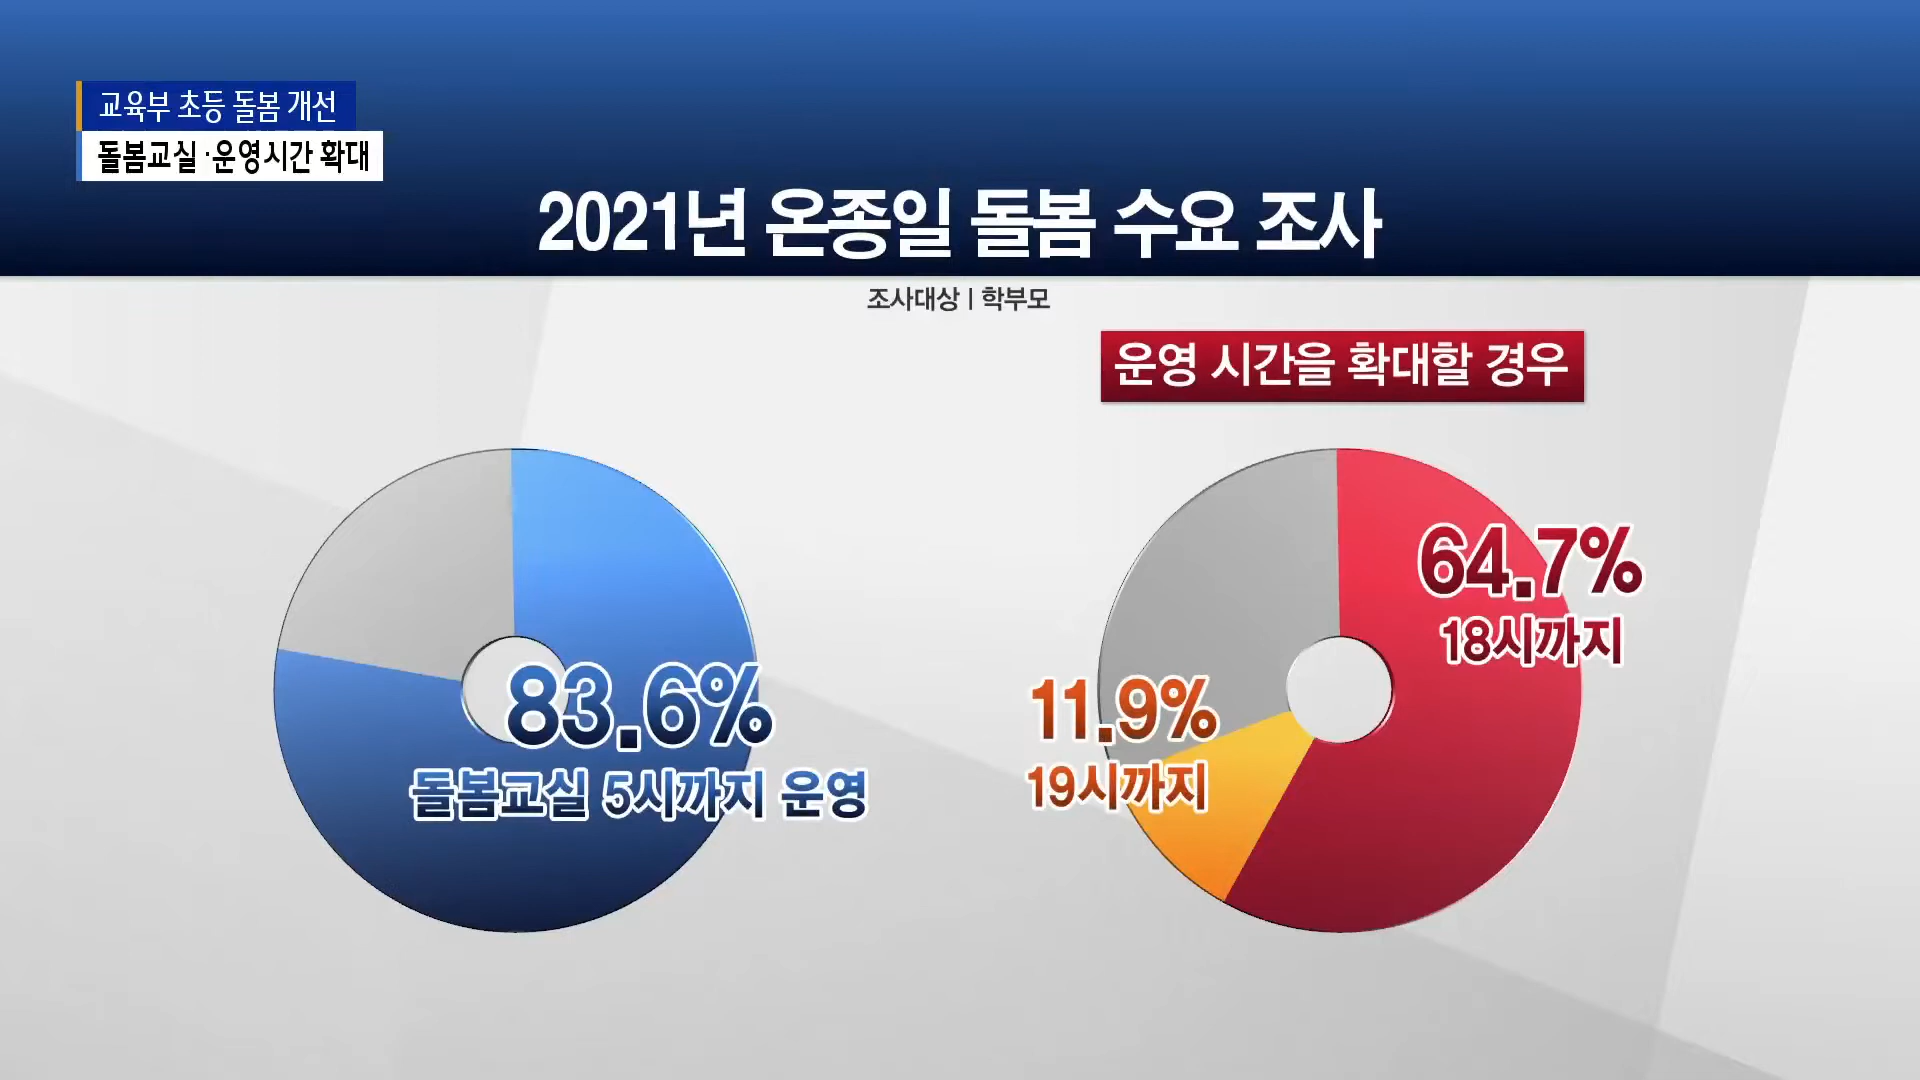 교육부 초등 돌봄 개선
돌봄교실·운영시간 확대
2021년 온종일 돌봄 수요 조사
조사대상 | 학부모
운영 시간을 확대할 경우
83.6%
돌봄교실 5시까지 운영
64.7%
18시까지
11.9%
19시까지